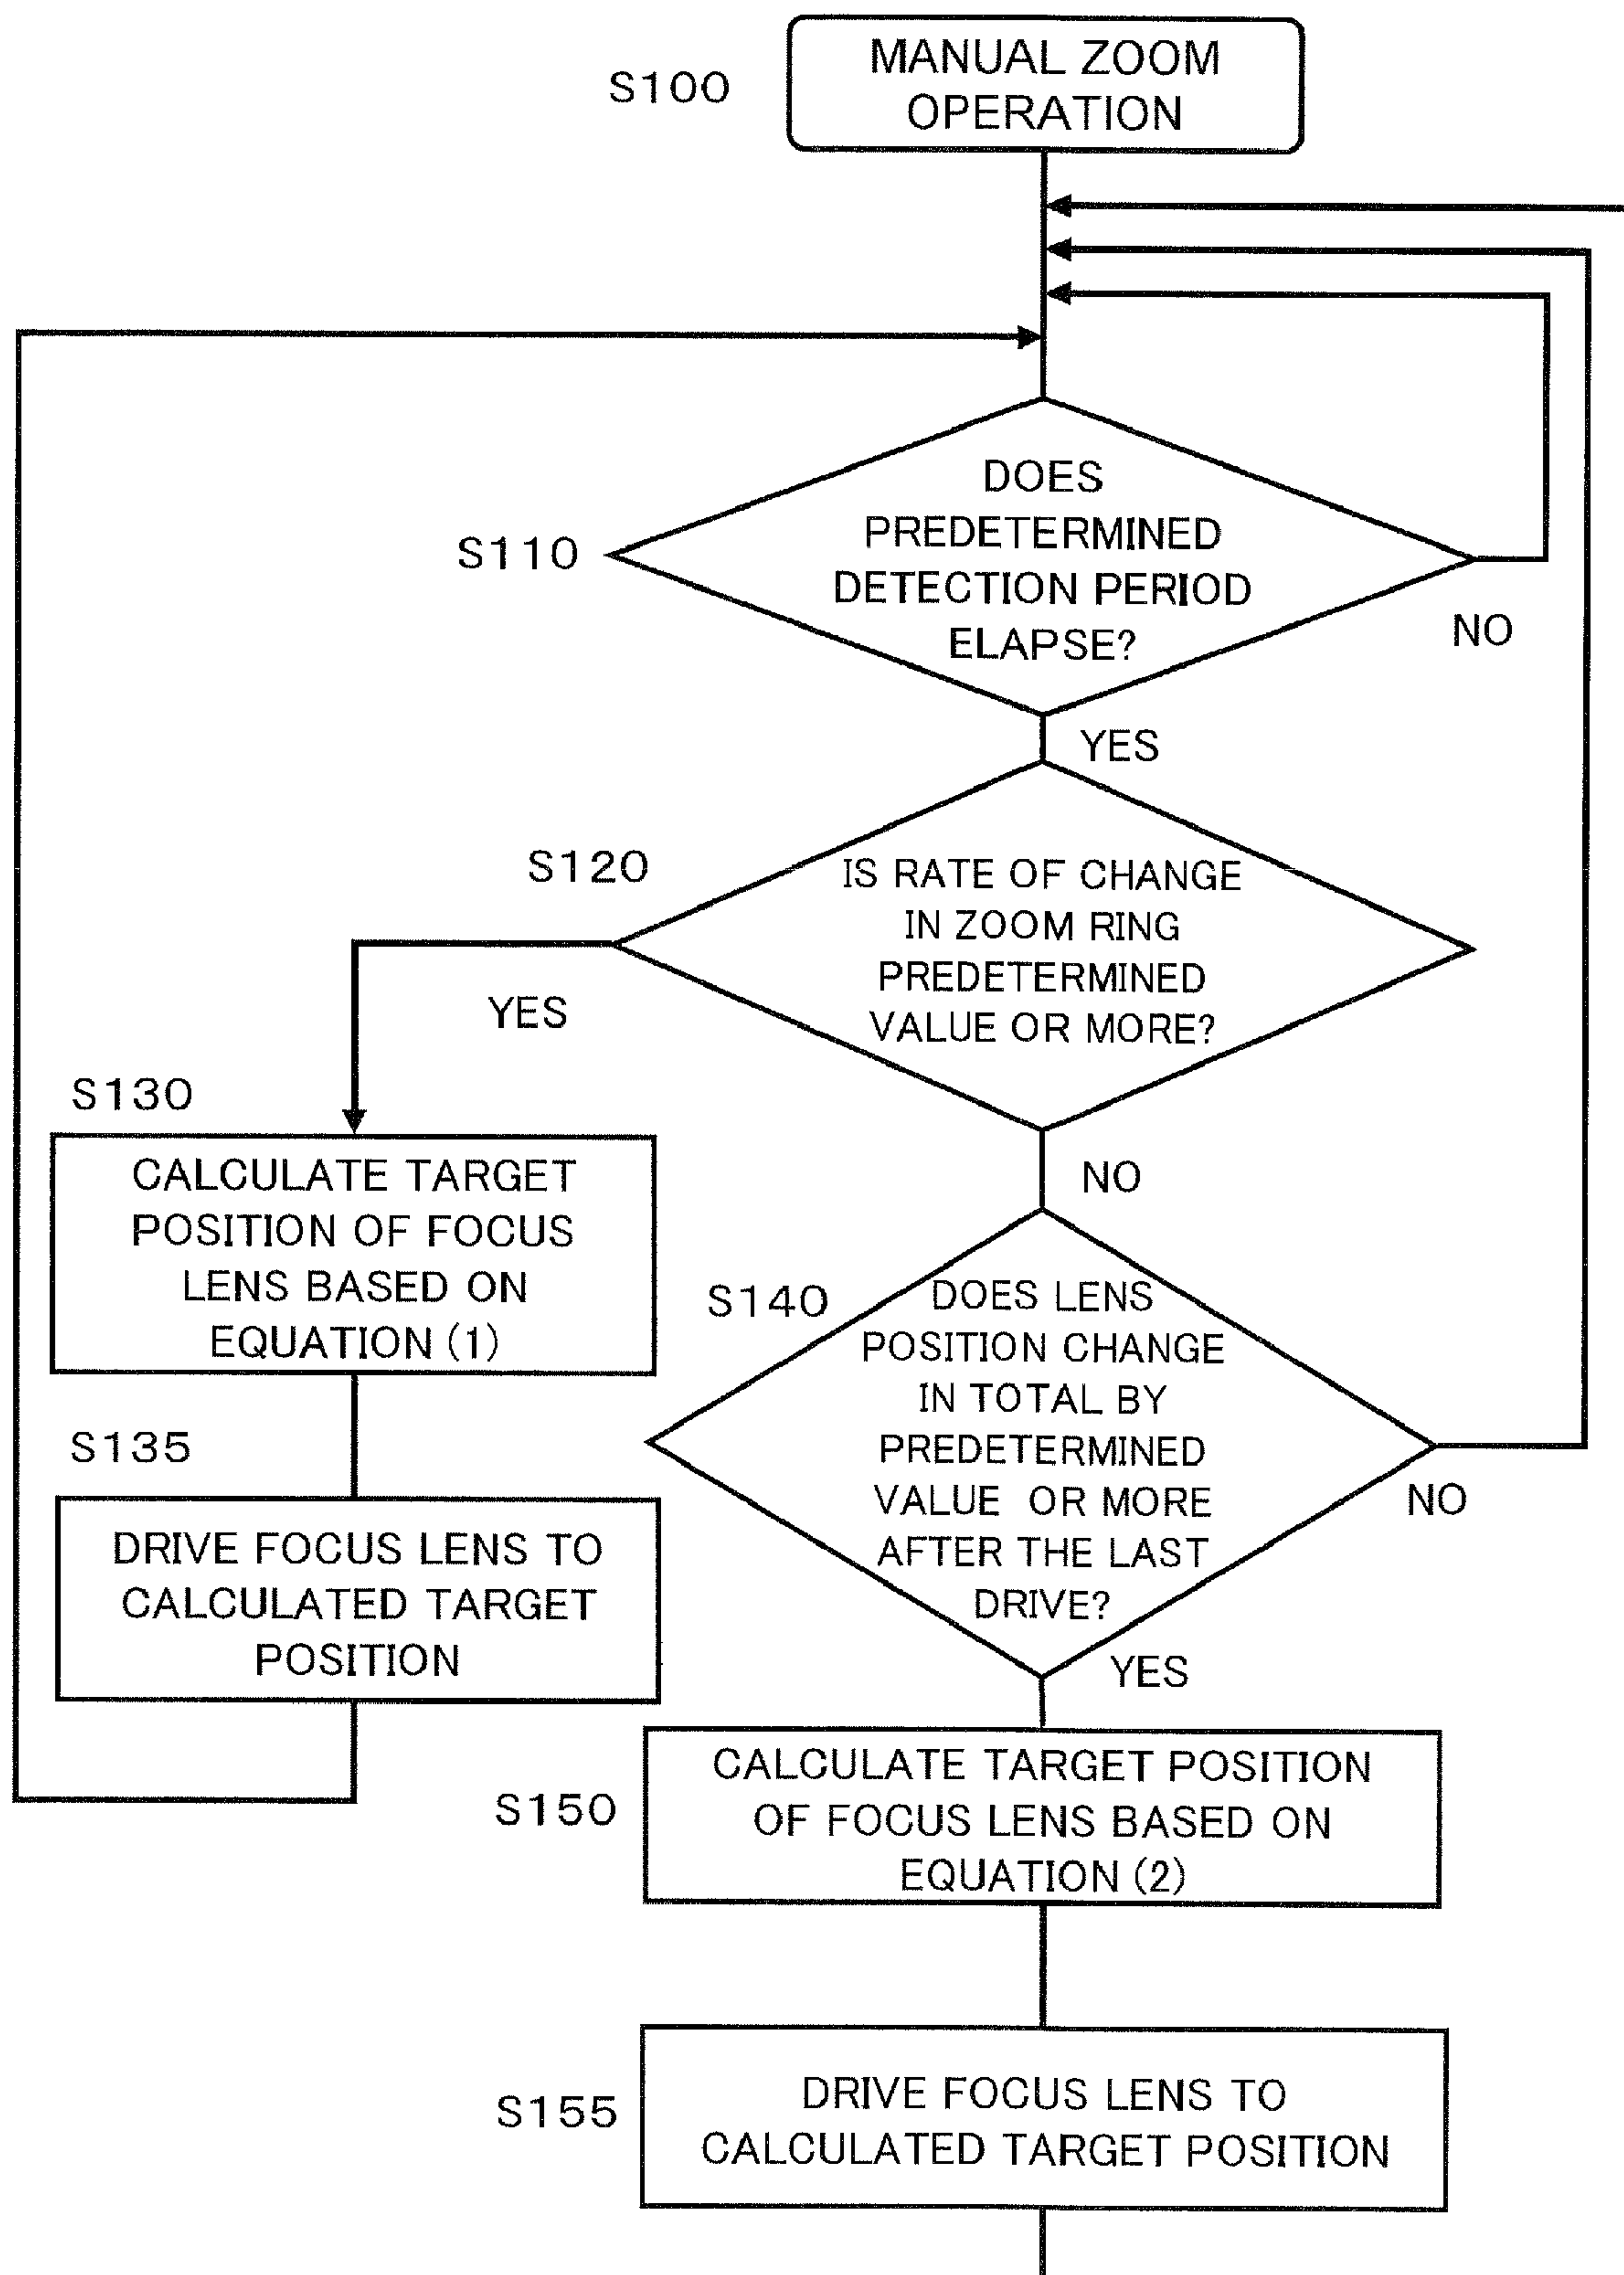 S100
MANUAL ZOOM
OPERATION
S110
DOES
PREDETERMINED
DETECTION PERIOD
ELAPSE?
NO
YES
S120
IS RATE OF CHANGE
IN ZOOM RING
PREDETERMINED
VALUE OR MORE?
YES
NO
S130
CALCULATE TARGET
POSITION OF FOCUS
LENS BASED ON
EQUATION (1)
S135
DRIVE FOCUS LENS TO
CALCULATED TARGET
POSITION
S140
DOES LENS
POSITION CHANGE
IN TOTAL BY
PREDETERMINED
VALUE OR MORE
AFTER THE LAST
DRIVE?
NO
YES
S150
CALCULATE TARGET POSITION
OF FOCUS LENS BASED ON
EQUATION (2)
S155
DRIVE FOCUS LENS TO
CALCULATED TARGET POSITION